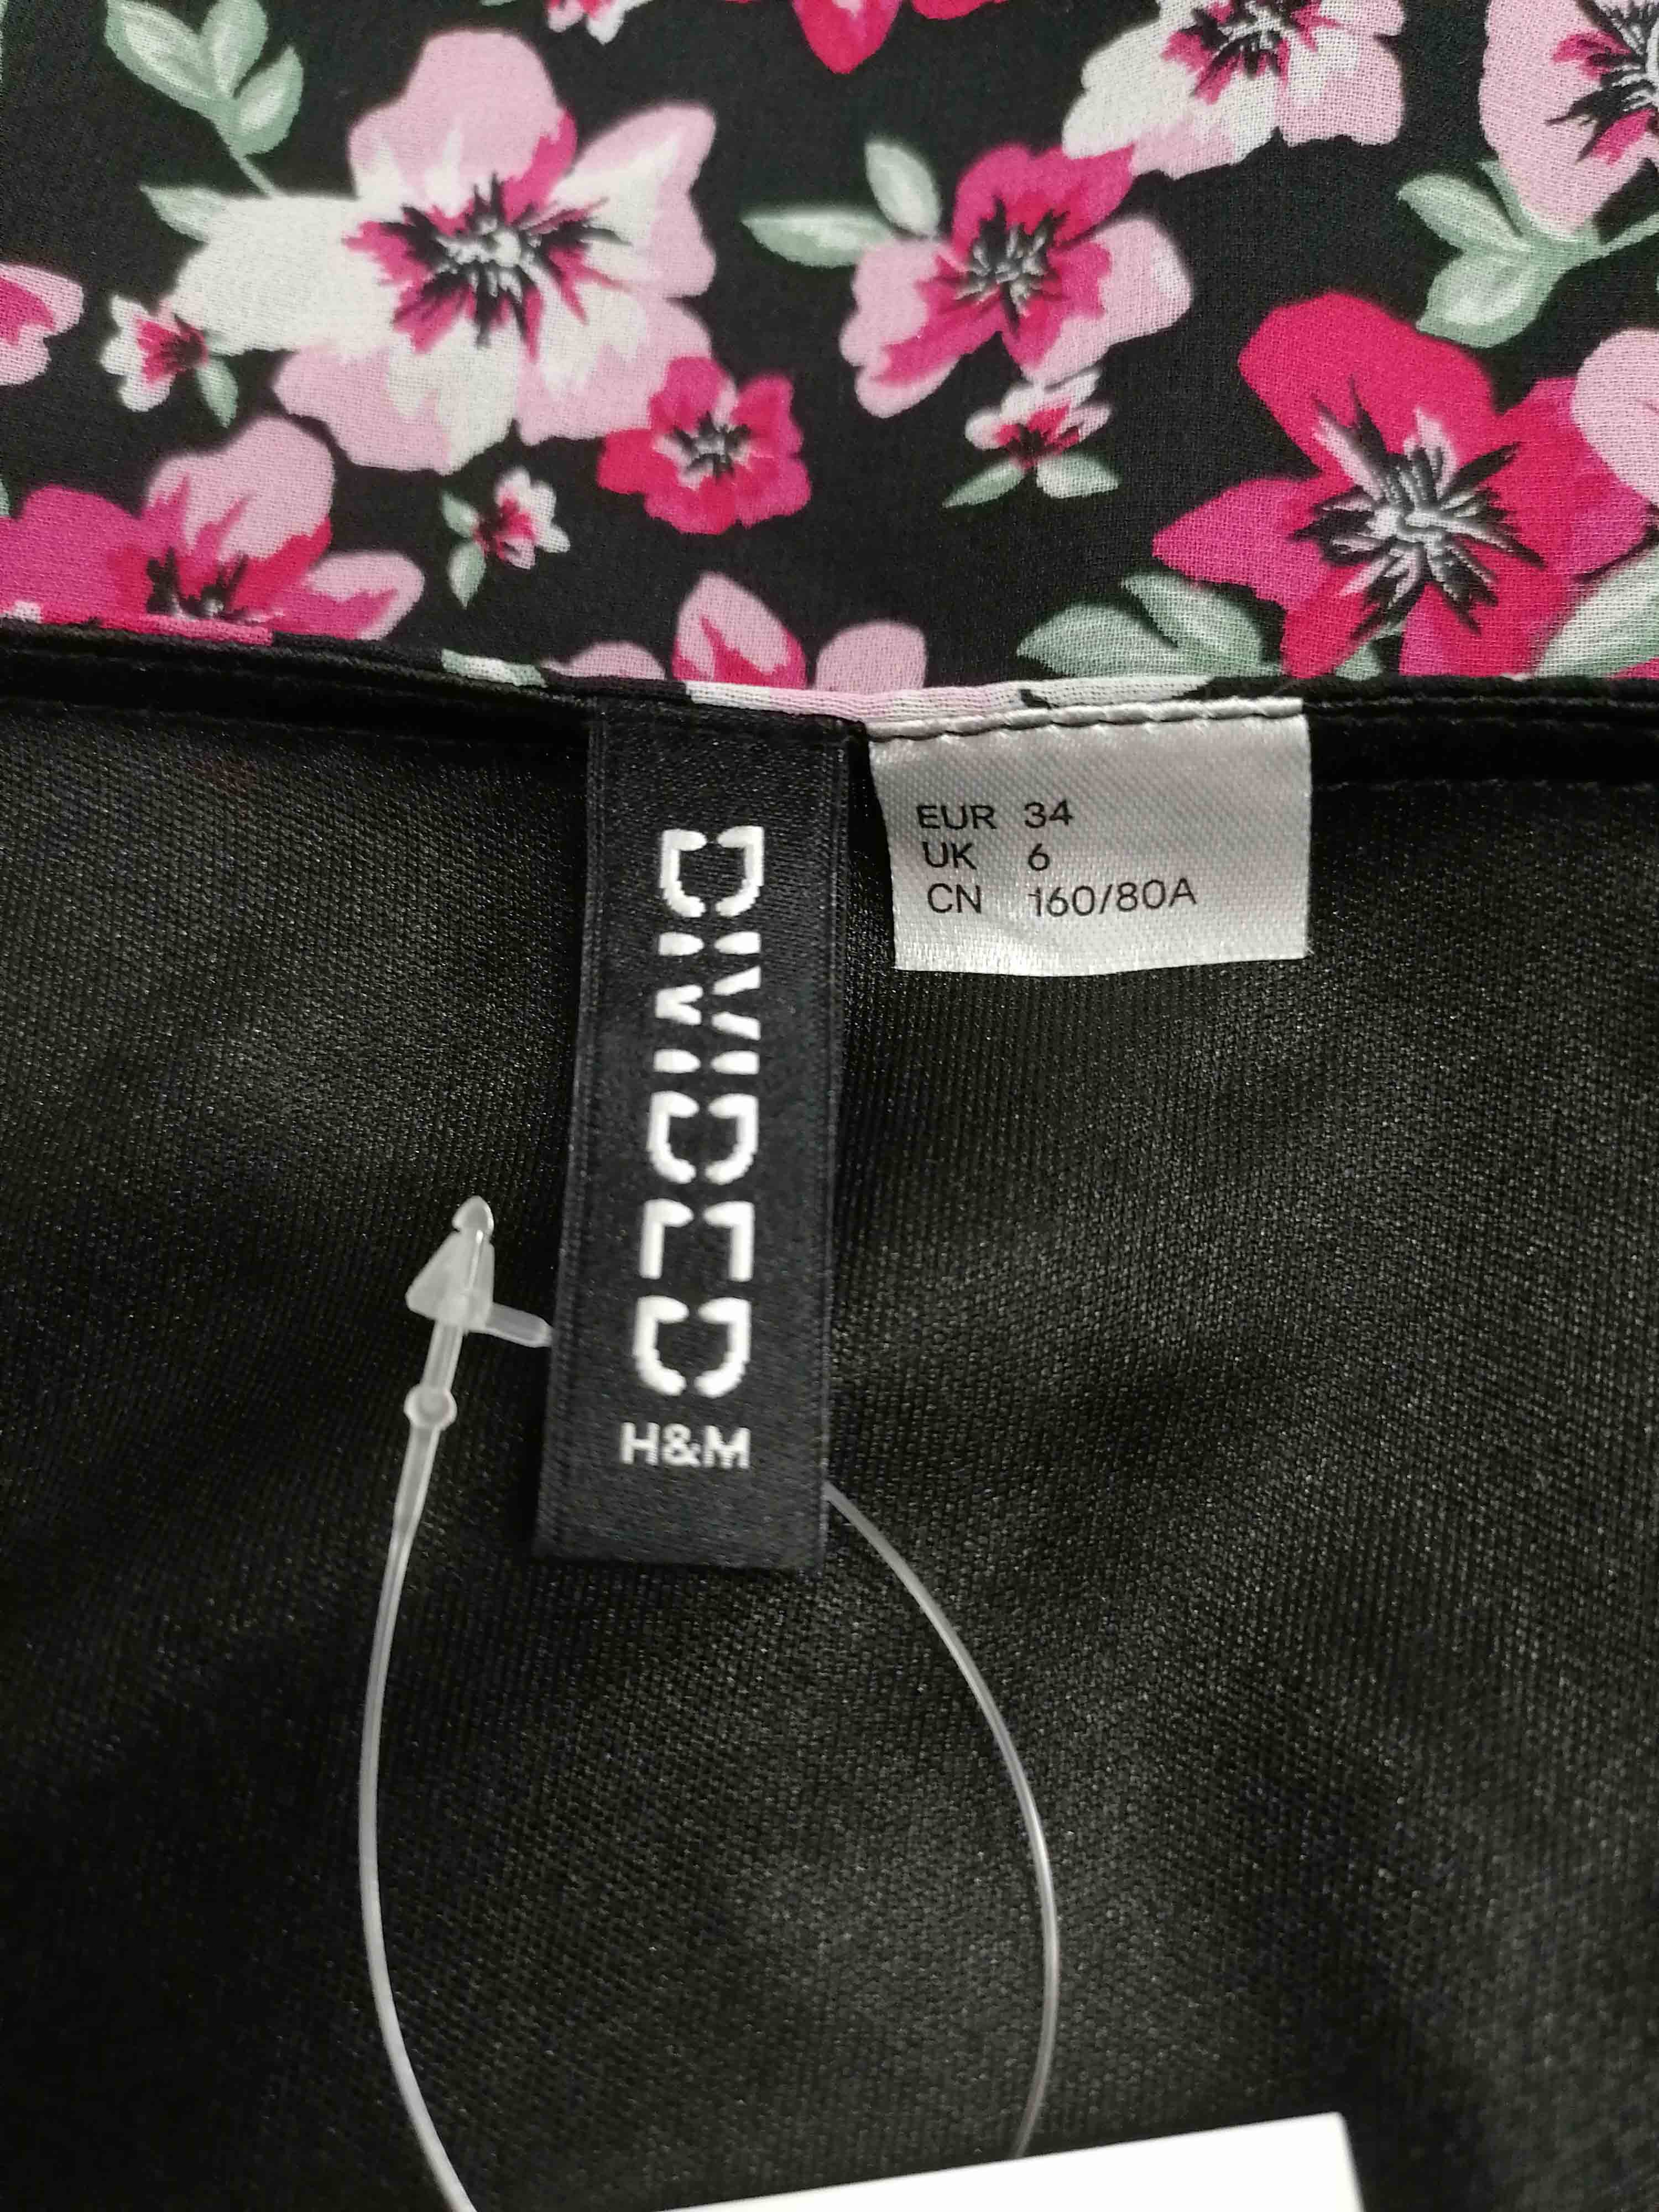 DIVIDED
H&M
EUR 34
UK 6
CN 160/80A